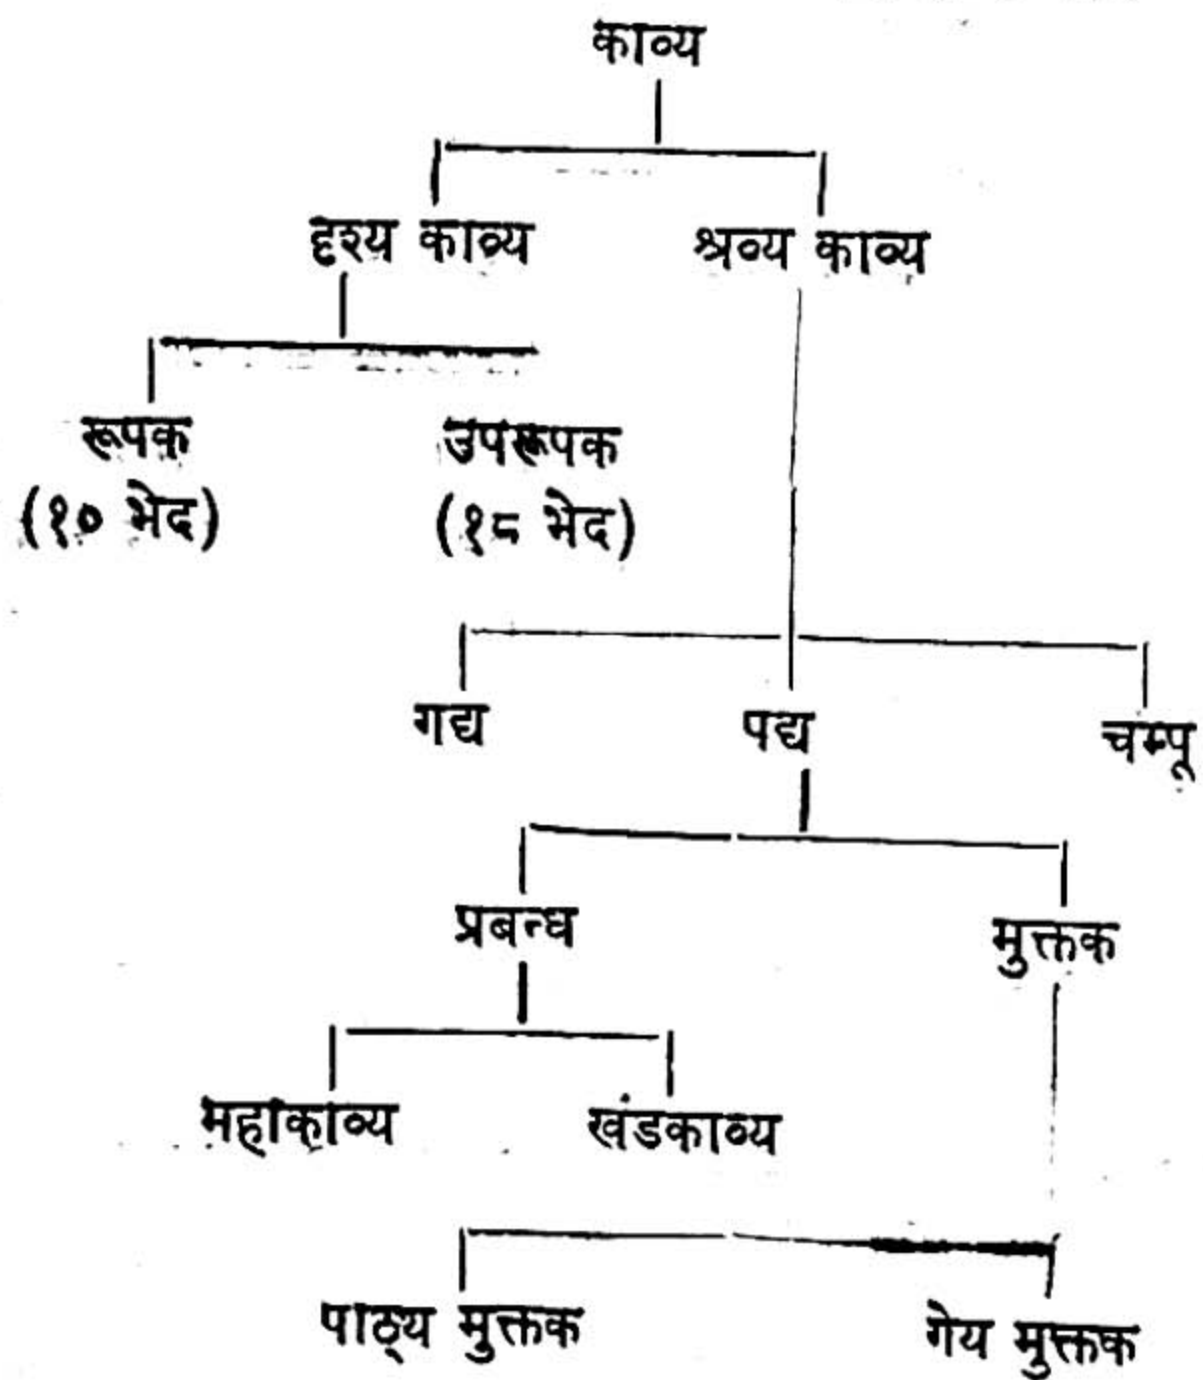 काव्य
दृश्य काव्य श्रव्य काव्य
रूपक उपरूपक
(१० भेद) (१८ भेद)
गद्य पद्य चम्पू
प्रबन्ध मुक्तक
महाकाव्य खंडकाव्य
पाठ्य मुक्तक गेय मुक्तक